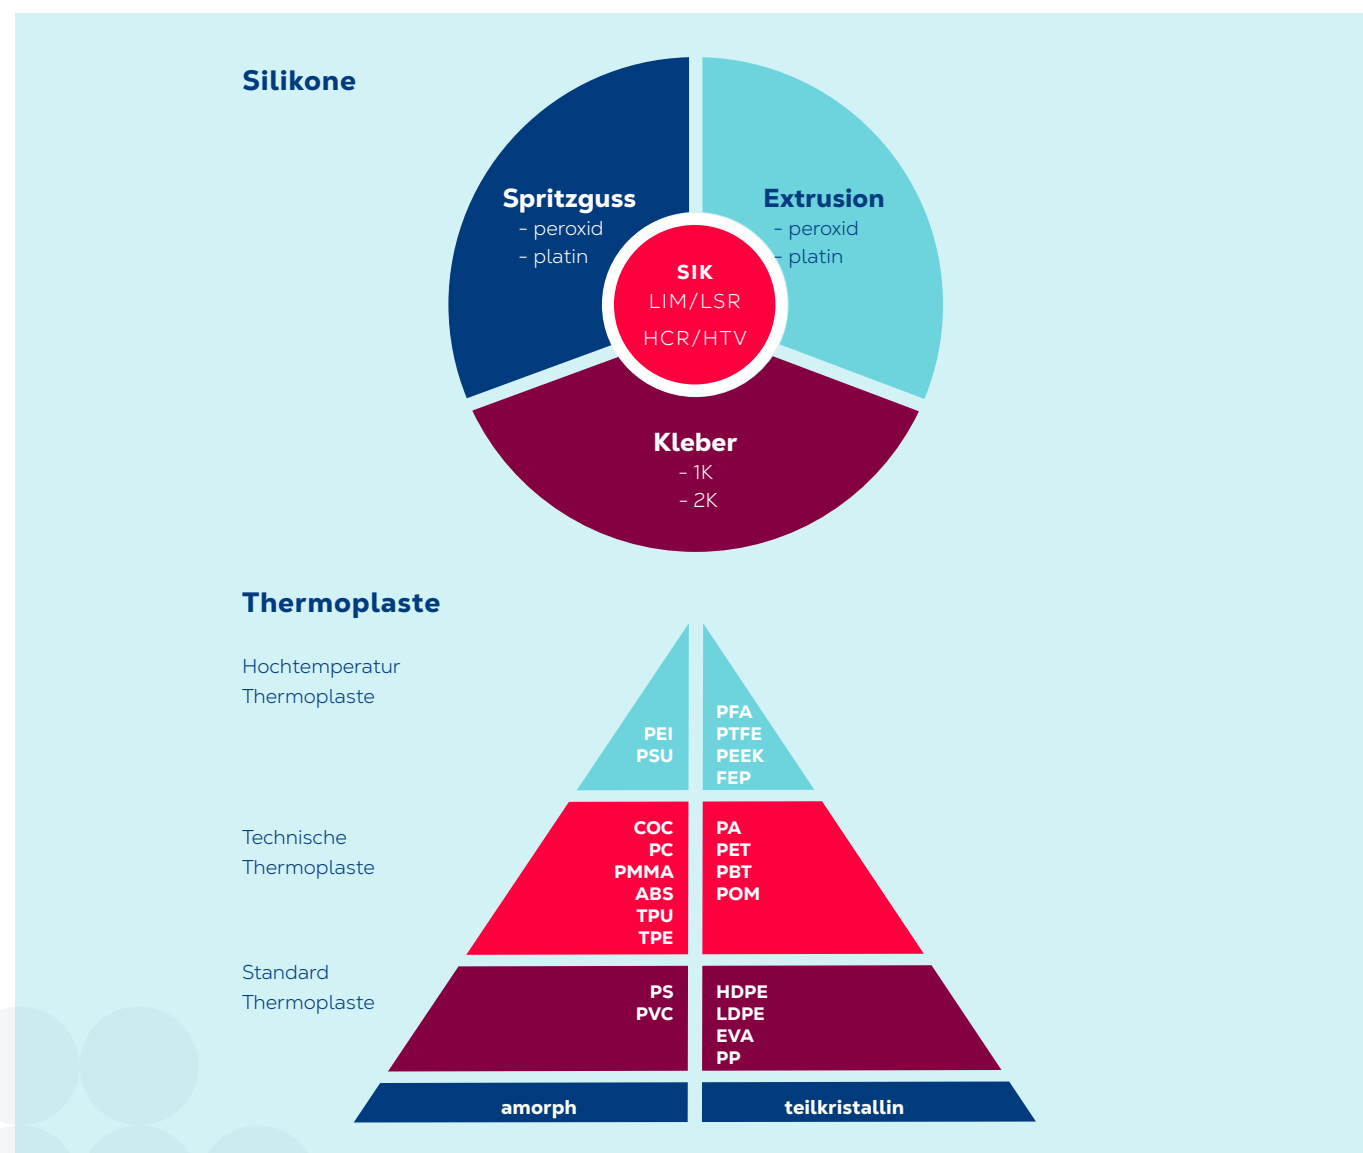 Silikone
Spritzguss
- peroxid
- platin
Extrusion
- peroxid
- platin
SIK
LIM/LSR
HCR/HTV
Kleber
- 1K
- 2K
Thermoplaste
Hochtemperatur
Thermoplaste
PEI
PSU
PFA
PTFE
PEEK
FEP
Technische
Thermoplaste
COC
PC
PMMA
ABS
TPU
TPE
PA
PET
PBT
POM
Standard
Thermoplaste
PS
PVC
HDPE
LDPE
EVA
PP
amorph
teilkristallin